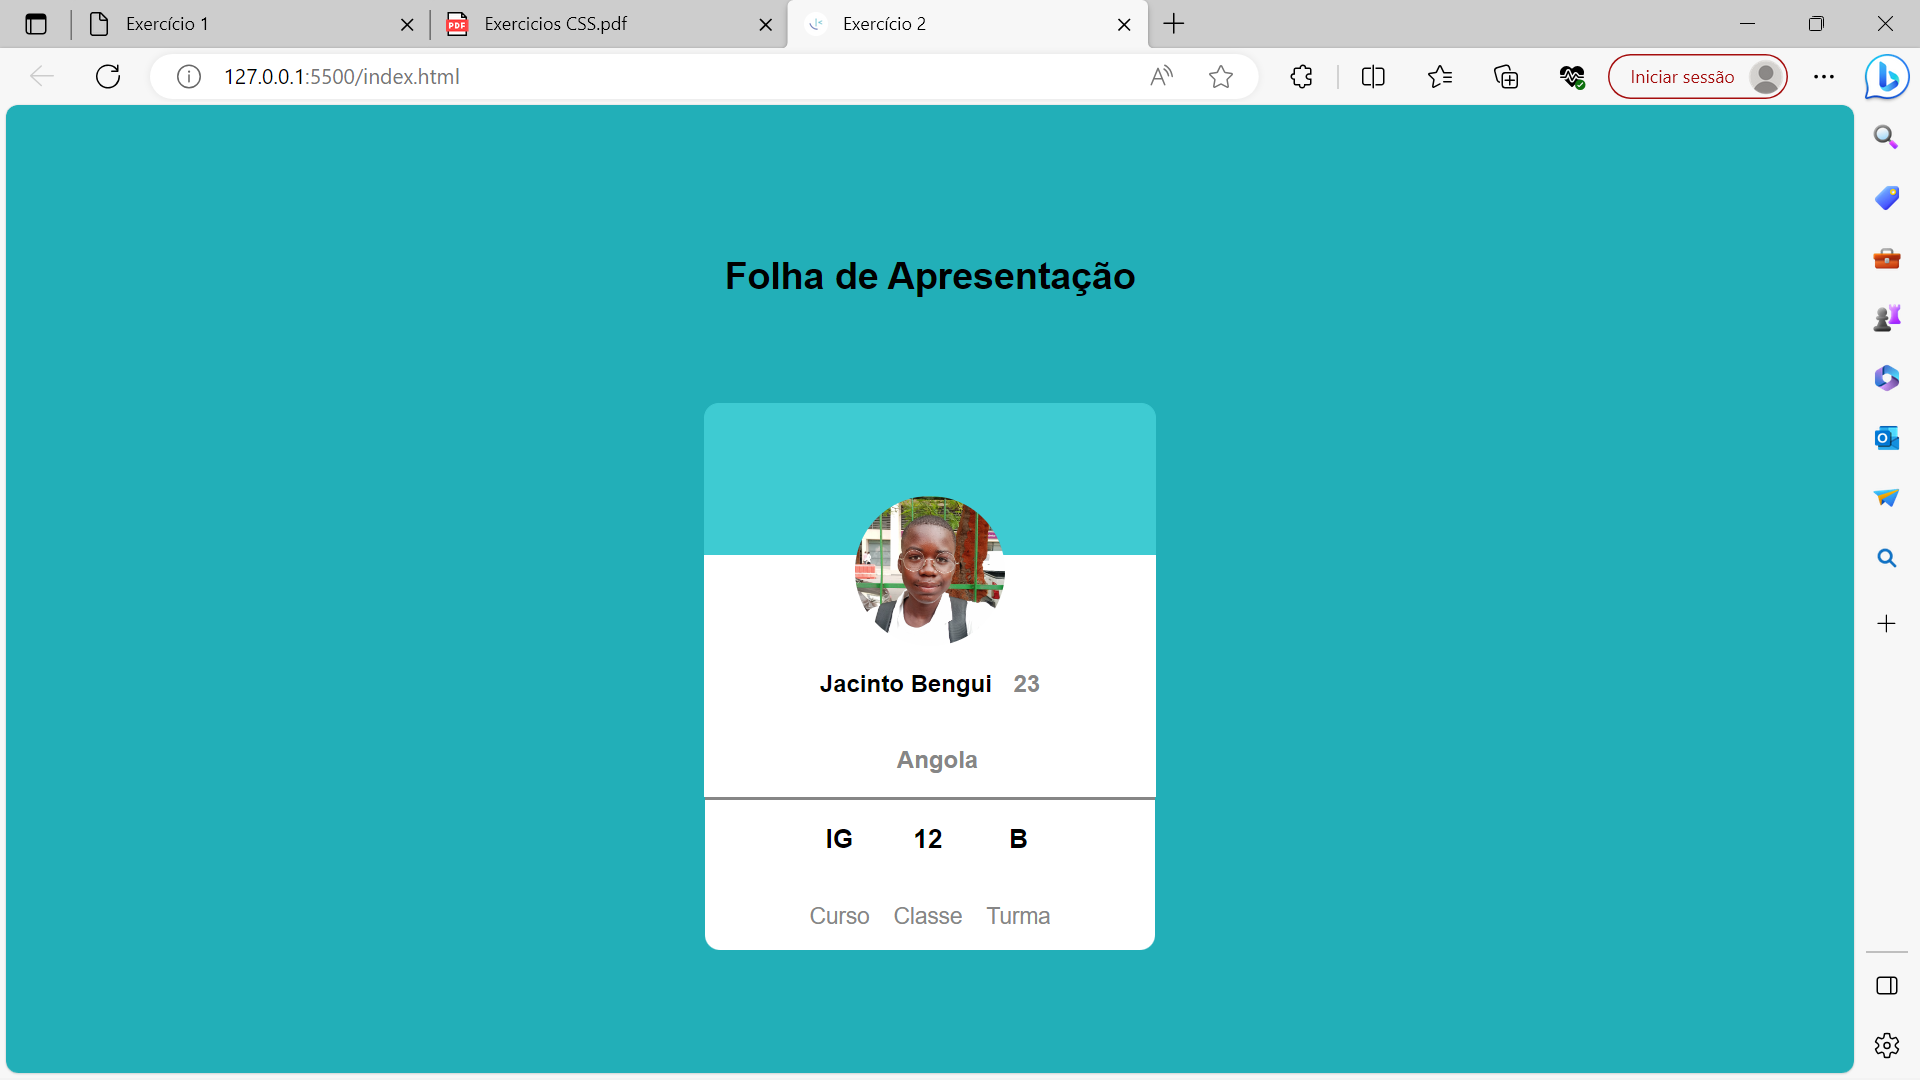 Exercício 1
Exercicios CSS.pdf
Exercício 2
127.0.0.1:5500/index.html
Iniciar sessão
Folha de Apresentação
Jacinto Bengui 23
Angola
IG 12 B
Curso Classe Turma